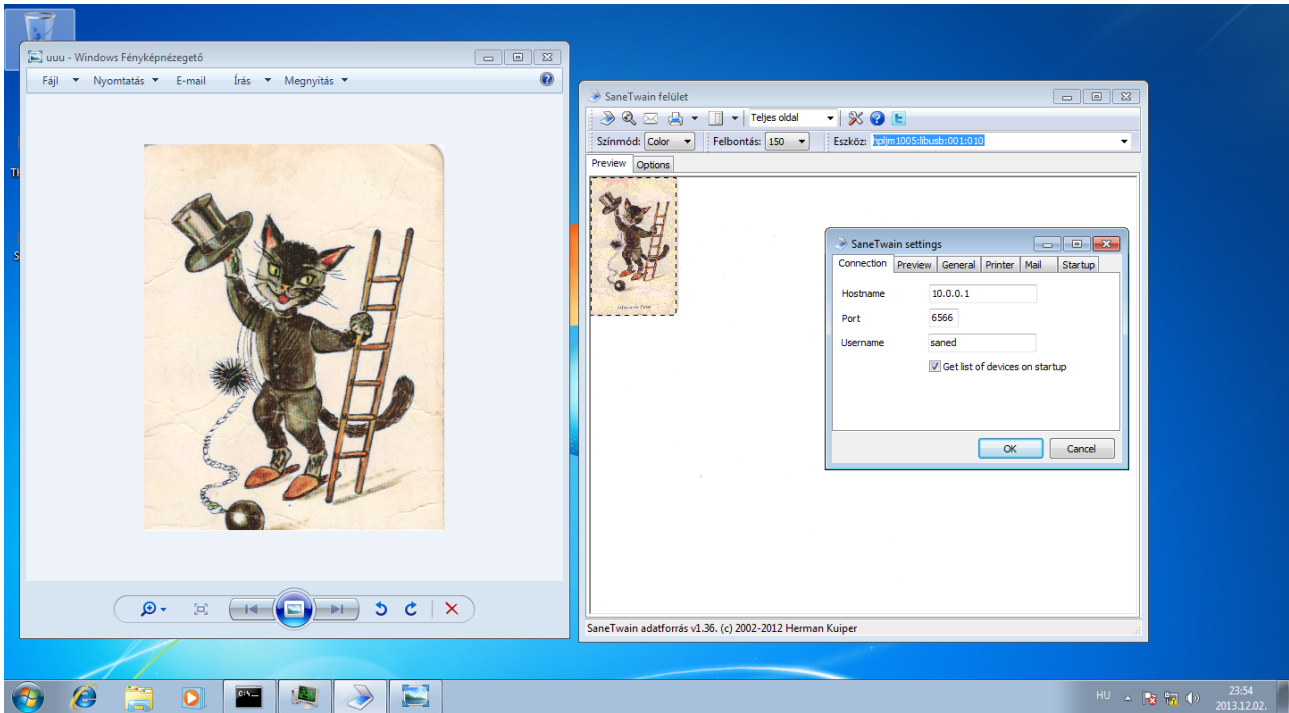 uuu - Windows Fényképnézegető
Fájl Nyomtatás E-mail Írás Megnyitás
SaneTwain felület
Teljes oldal
Színmód: Color Felbontás: 150 Eszköz: hpljm1005:libusb:001:010
Preview Options
SaneTwain settings
Connection Preview General Printer Mail Startup
Hostname 10.0.0.1
Port 6566
Username saned
Get list of devices on startup
OK Cancel
SaneTwain adatforrás v1.36. (c) 2002-2012 Herman Kuiper
C:\_
HU 23:54
2013.12.02.